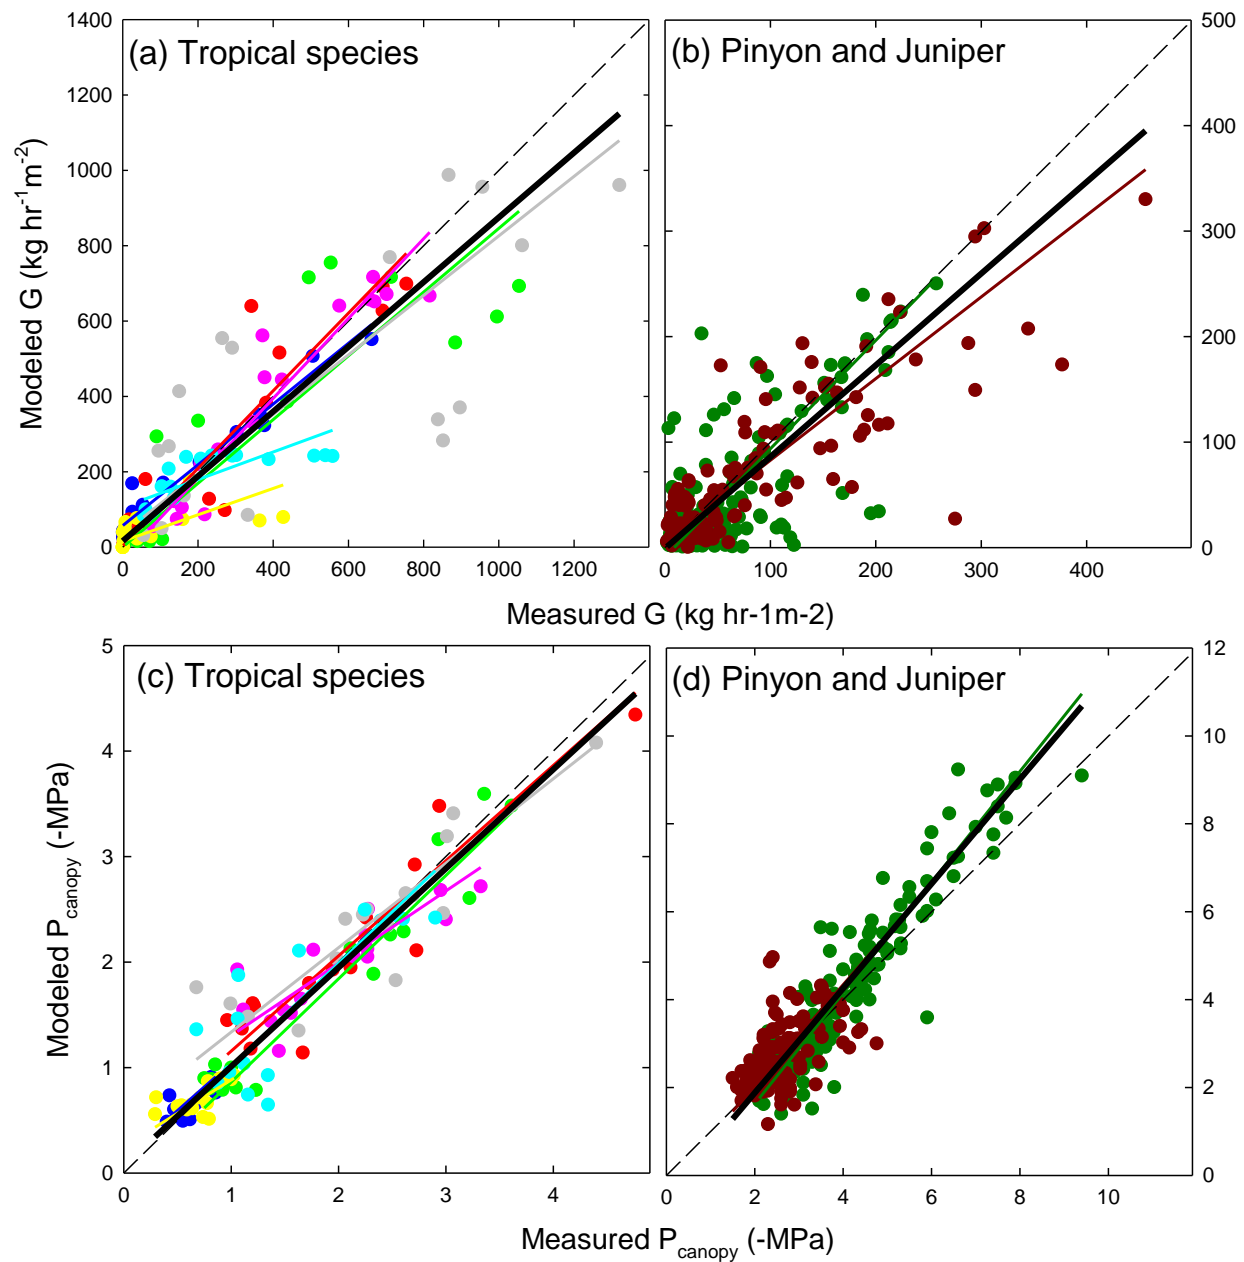 1400
1200
1000
800
600
400
200
0
Modeled G (kg hr-1m-2)
(a) Tropical species
0 200 400 600 800 1000 1200
(b) Pinyon and Juniper
500
400
300
200
100
0
0 100 200 300 400
Measured G (kg hr-1m-2)
5
4
3
2
1
0
Modeled Pcanopy (-MPa)
(c) Tropical species
0 1 2 3 4
(d) Pinyon and Juniper
12
10
8
6
4
2
0
0 2 4 6 8 10
Measured Pcanopy (-MPa)